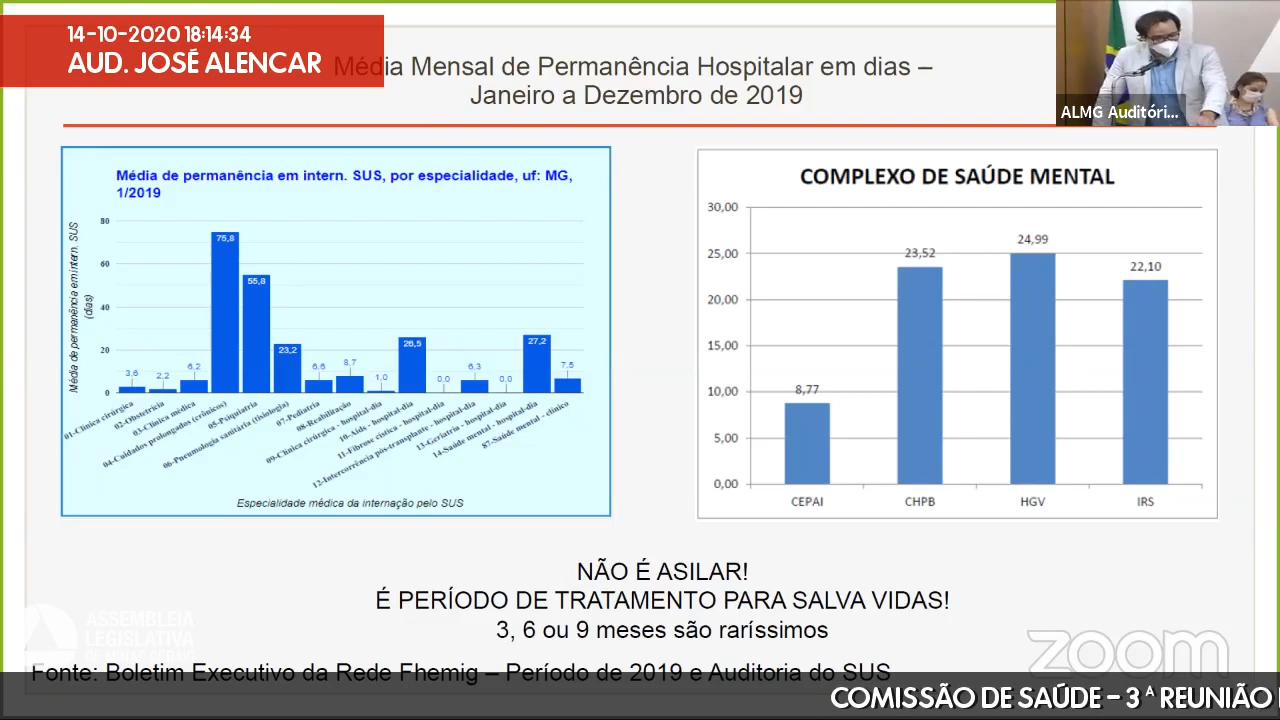 14-10-2020 18:14:34
AUD. JOSÉ ALENCAR
Média Mensal de Permanência Hospitalar em dias –
Janeiro a Dezembro de 2019
ALMG Auditóri...
Média de permanência em intern. SUS, por especialidade, uf: MG,
1/2019
Média de permanência em intern. SUS
(dias)
80
60
40
20
0
3,6
2,2
6,2
75,8
55,8
23,2
6,6
8,7
1,0
26,5
0,0
6,3
0,0
27,2
7,5
01-Clínica cirúrgica
02-Obstetrícia
03-Clínica médica
04-Cuidados prolongados (crônicos)
05-Psiquiatria
06-Pneumologia sanitária (tisiologia)
07-Pediatria
08-Reabilitação
09-Clínica cirúrgica - hospital-dia
10-Aids - hospital-dia
11-Fibrose cística - hospital-dia
12-Intercorrência pós-transplante - hospital-dia
13-Geriatria - hospital-dia
14-Saúde mental - hospital-dia
87-Saúde mental - clínico
Especialidade médica da internação pelo SUS
COMPLEXO DE SAÚDE MENTAL
30,00
25,00
20,00
15,00
10,00
5,00
0,00
8,77
23,52
24,99
22,10
CEPAI
CHPB
HGV
IRS
NÃO É ASILAR!
É PERÍODO DE TRATAMENTO PARA SALVA VIDAS!
3, 6 ou 9 meses são raríssimos
ASSEMBLEIA
LEGISLATIVA
DE MINAS GERAIS
zoom
Fonte: Boletim Executivo da Rede Fhemig – Período de 2019 e Auditoria do SUS
COMISSÃO DE SAÚDE – 3ª REUNIÃO